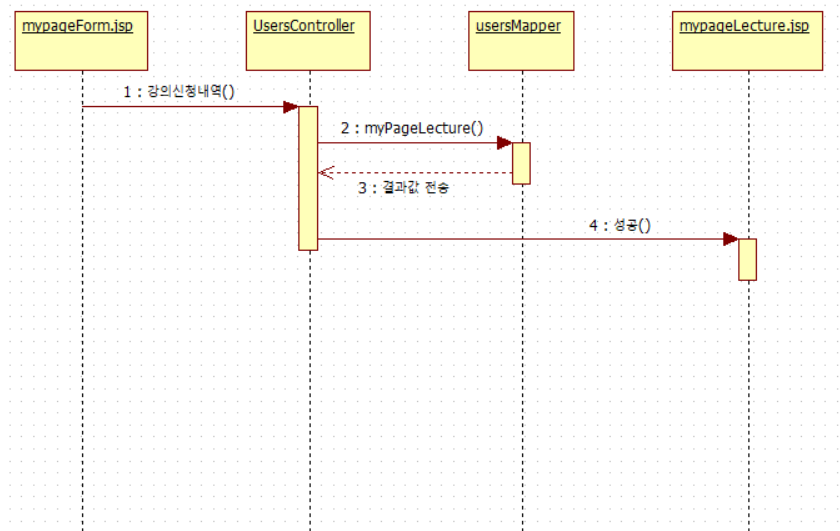 mypageForm.jsp
UsersController
usersMapper
mypageLecture.jsp
1 : 강의신청내역()
2 : myPageLecture()
3 : 결과값 전송
4 : 성공()